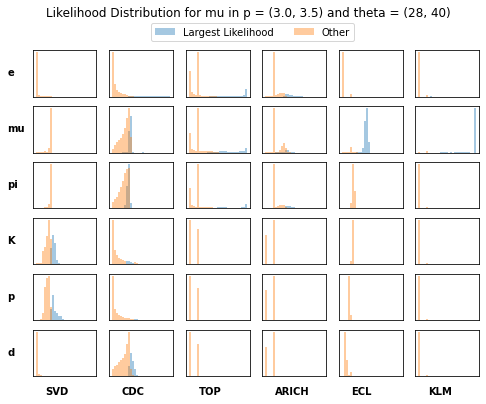 Likelihood Distribution for mu in p = (3.0, 3.5) and theta = (28, 40)
Largest Likelihood Other
e
mu
pi
K
p
d
SVD CDC TOP ARICH ECL KLM